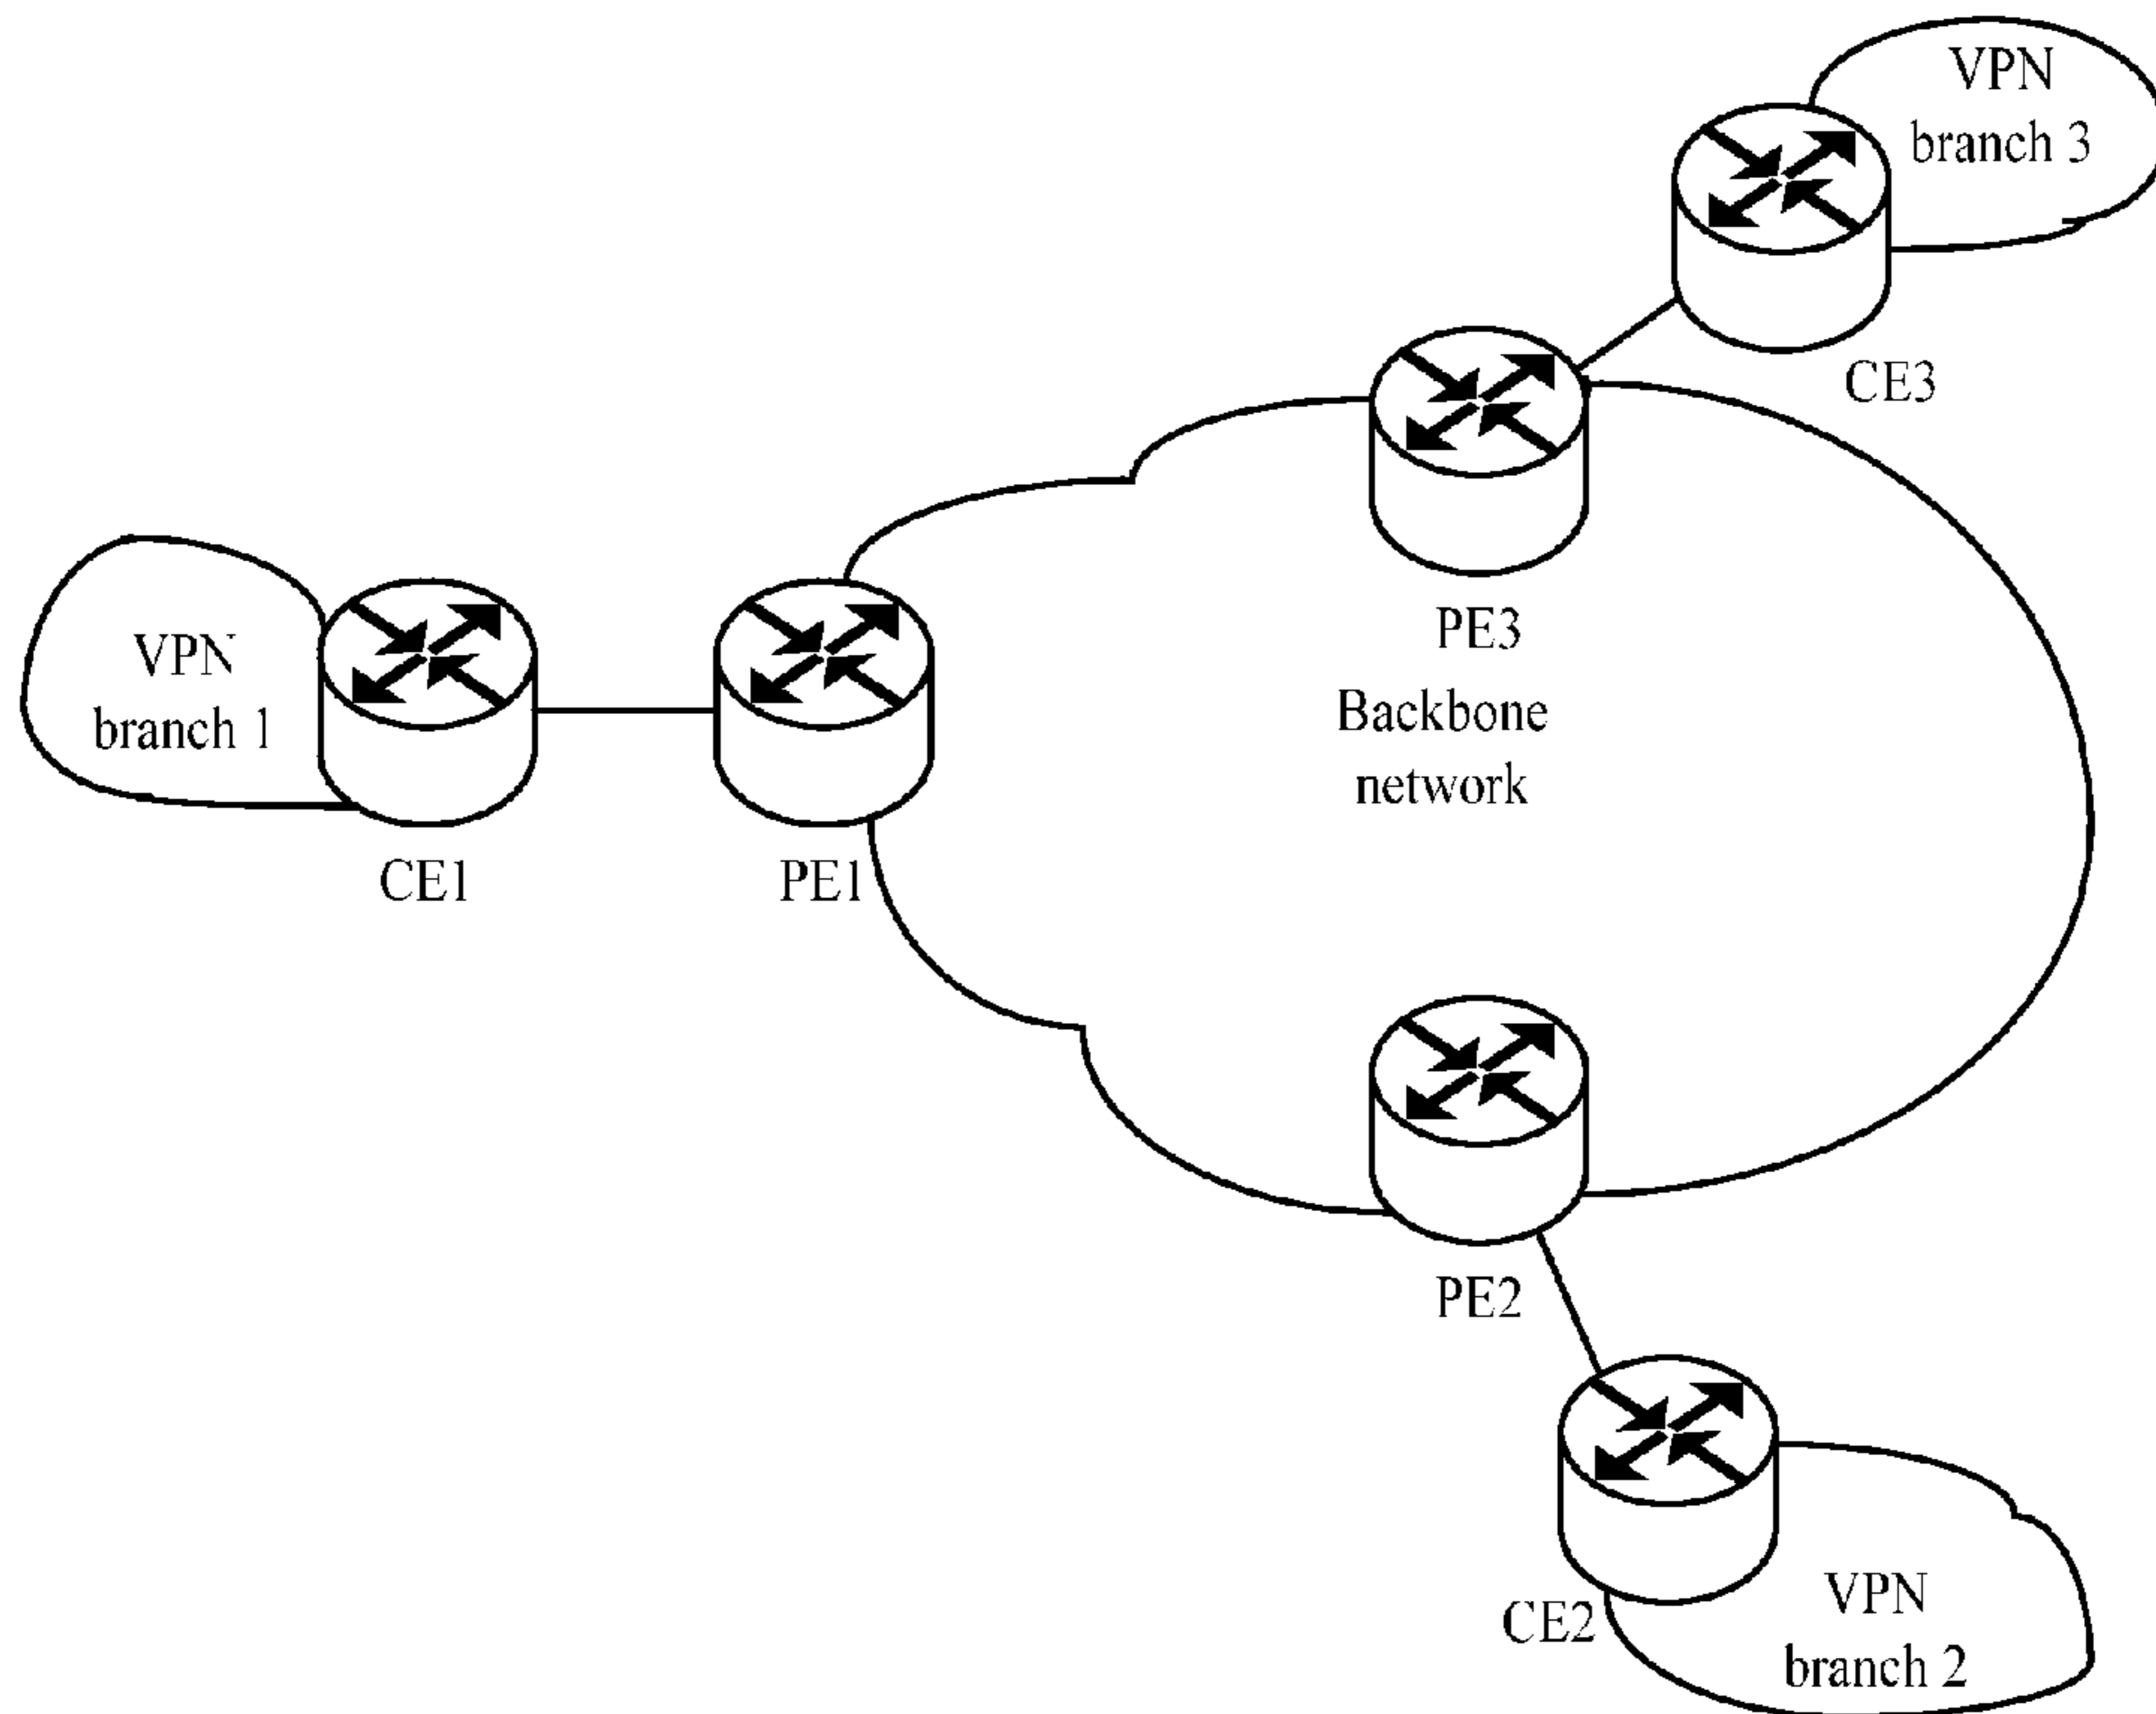 VPN
branch 3
CE3
PE3
VPN
branch 1
Backbone
network
CE1
PE1
PE2
CE2
VPN
branch 2